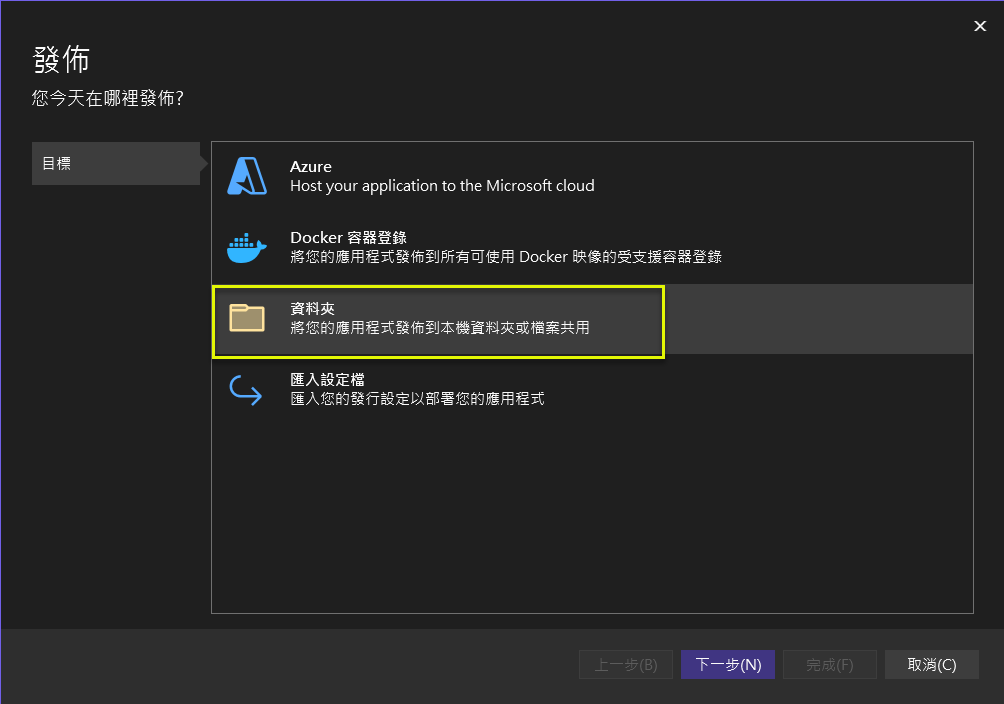 發佈
您今天在哪裡發佈?
目標
Azure
Host your application to the Microsoft cloud
Docker 容器登錄
將您的應用程式發佈到所有可使用 Docker 映像的受支援容器登錄
資料夾
將您的應用程式發佈到本機資料夾或檔案共用
匯入設定檔
匯入您的發行設定以部署您的應用程式
上一步(B)
下一步(N)
完成(F)
取消(C)